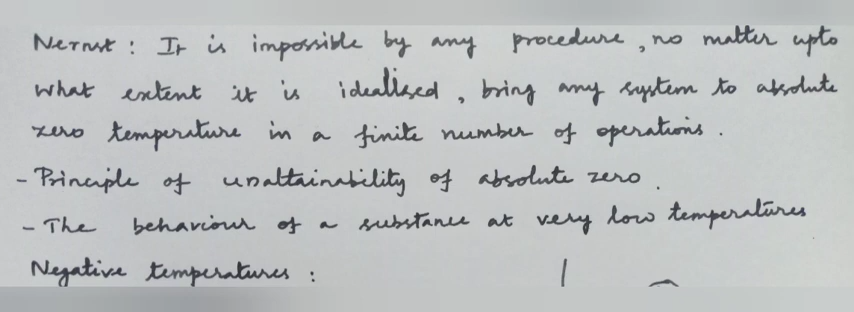 Nernst : It is impossible by any procedure, no matter upto
what extent it is idealised, bring any system to absolute
zero temperature in a finite number of operations.
- Principle of unattainability of absolute zero.
- The behaviour of a substance at very low temperatures
Negative temperatures :